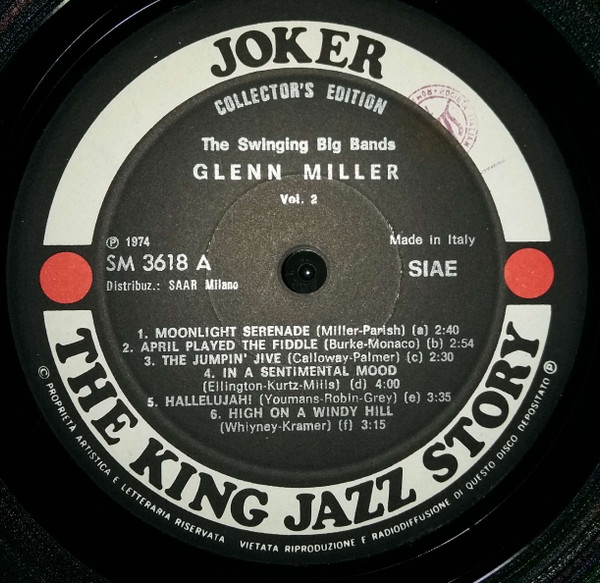 JOKER
COLLECTOR'S EDITION
The Swinging Big Bands
GLENN MILLER
Vol. 2
Ⓟ 1974
Made in Italy
SM 3618 A
SIAE
Distribuz.: SAAR Milano
1. MOONLIGHT SERENADE (Miller-Parish) (a) 2:40
2. APRIL PLAYED THE FIDDLE (Burke-Monaco) (b) 2:54
3. THE JUMPIN' JIVE (Calloway-Palmer) (c) 2:30
4. IN A SENTIMENTAL MOOD
(Ellington-Kurtz-Mills) (d) 4:00
5. HALLELUJAH! (Youmans-Robin-Grey) (e) 3:35
6. HIGH ON A WINDY HILL
(Whiyney-Kramer) (f) 3:15
THE KING JAZZ STORY
© PROPRIETA ARTISTICA E LETTERARIA RISERVATA VIETATA RIPRODUZIONE E RADIODIFFUSIONE DI QUESTO DISCO DEPOSITATO Ⓟ